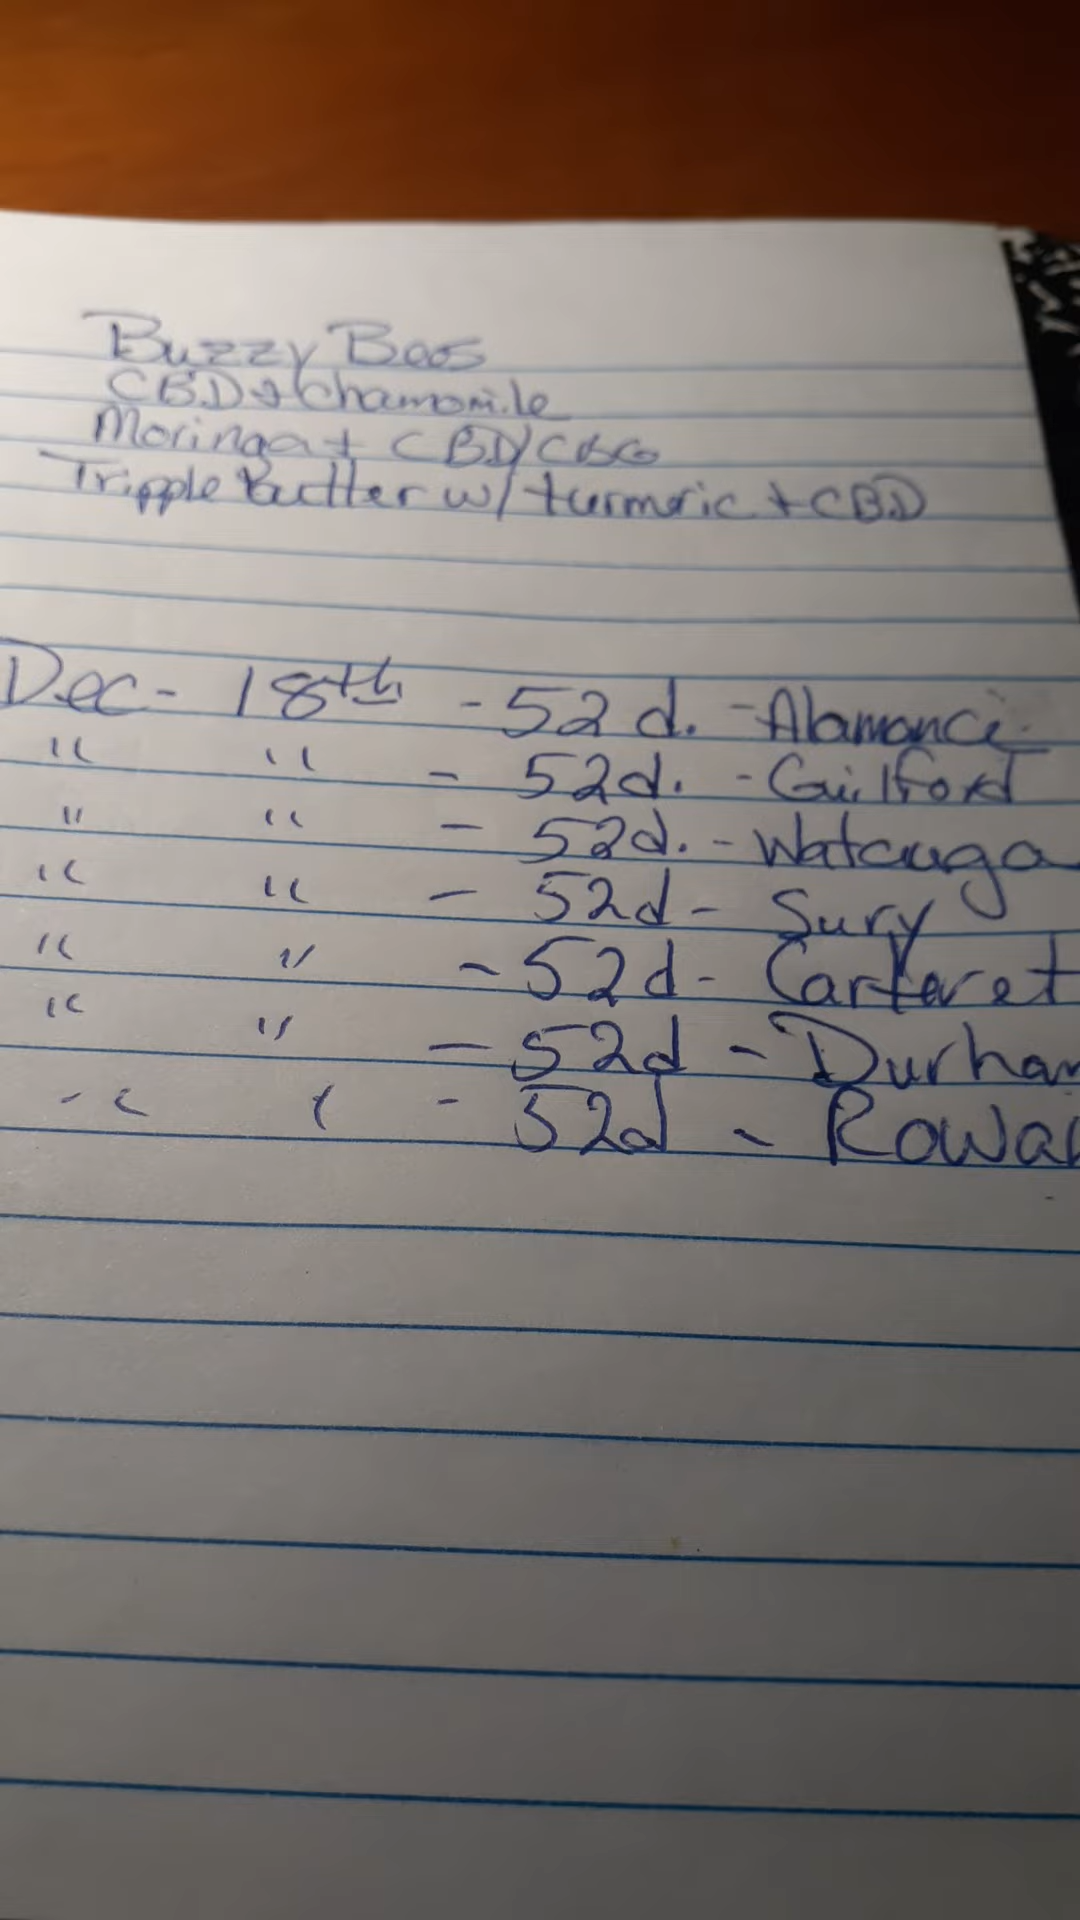 Buzzy Bees
CBD + Chamomile
Moringa + CBD/CBG
Tripple Butter w/ turmeric + CBD
Dec - 18th - 52 d. - Alamance
" " - 52d. - Guilford
" " - 52d. - Watauga
" " - 52d - Sury
" " - 52d - Carteret
" " - 52d - Durham
" " - 52d - Rowan